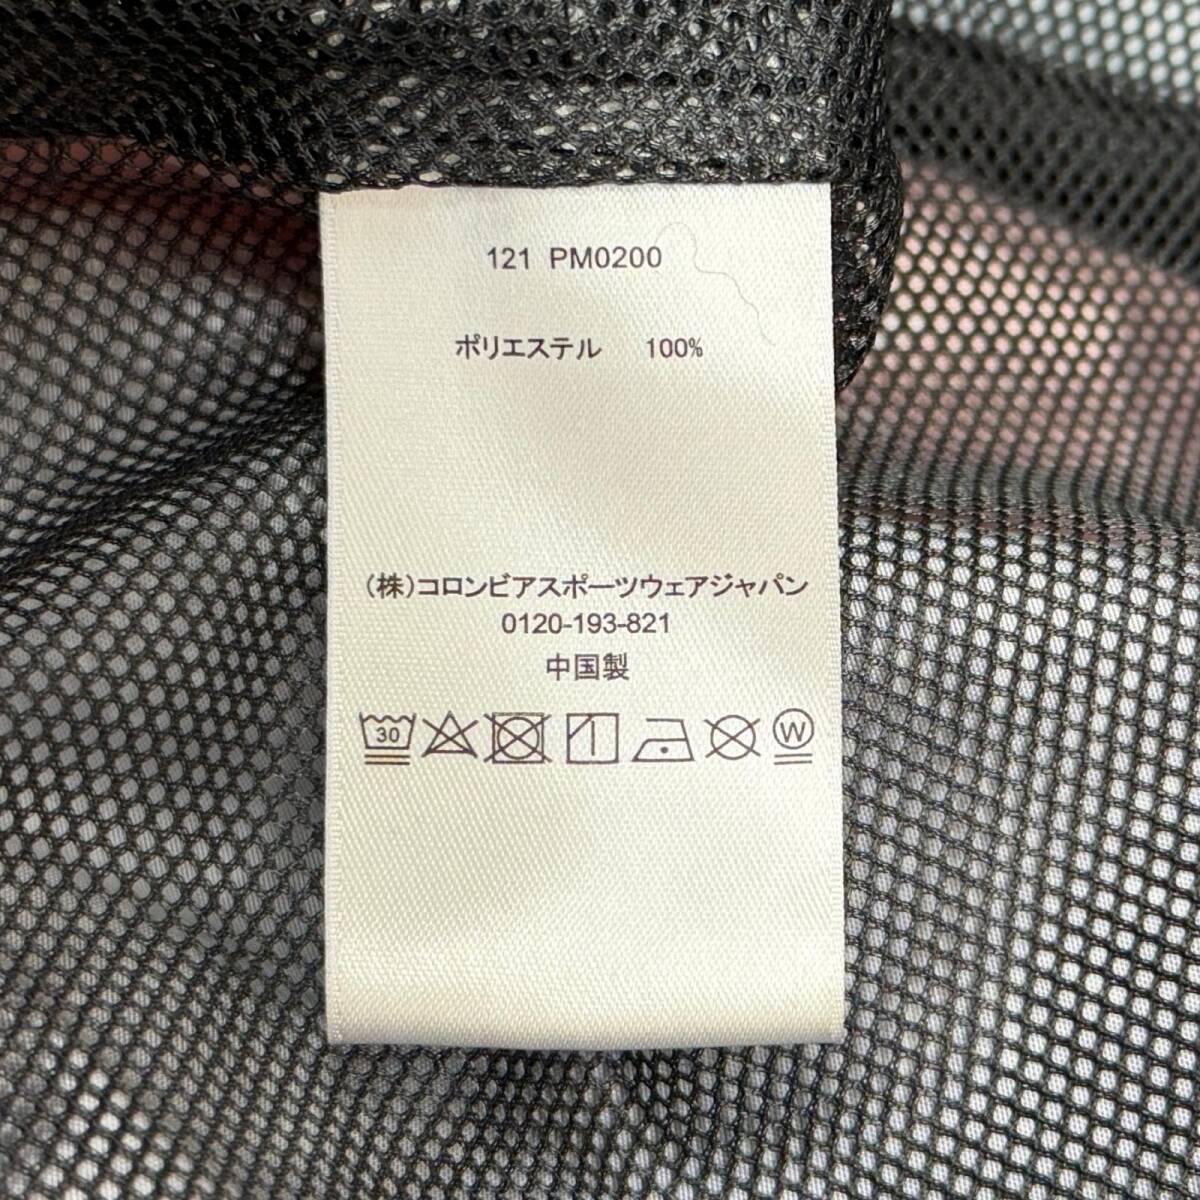 121 PM0200
ポリエステル 100%
(株)コロンビアスポーツウェアジャパン
0120-193-821
中国製
30
W